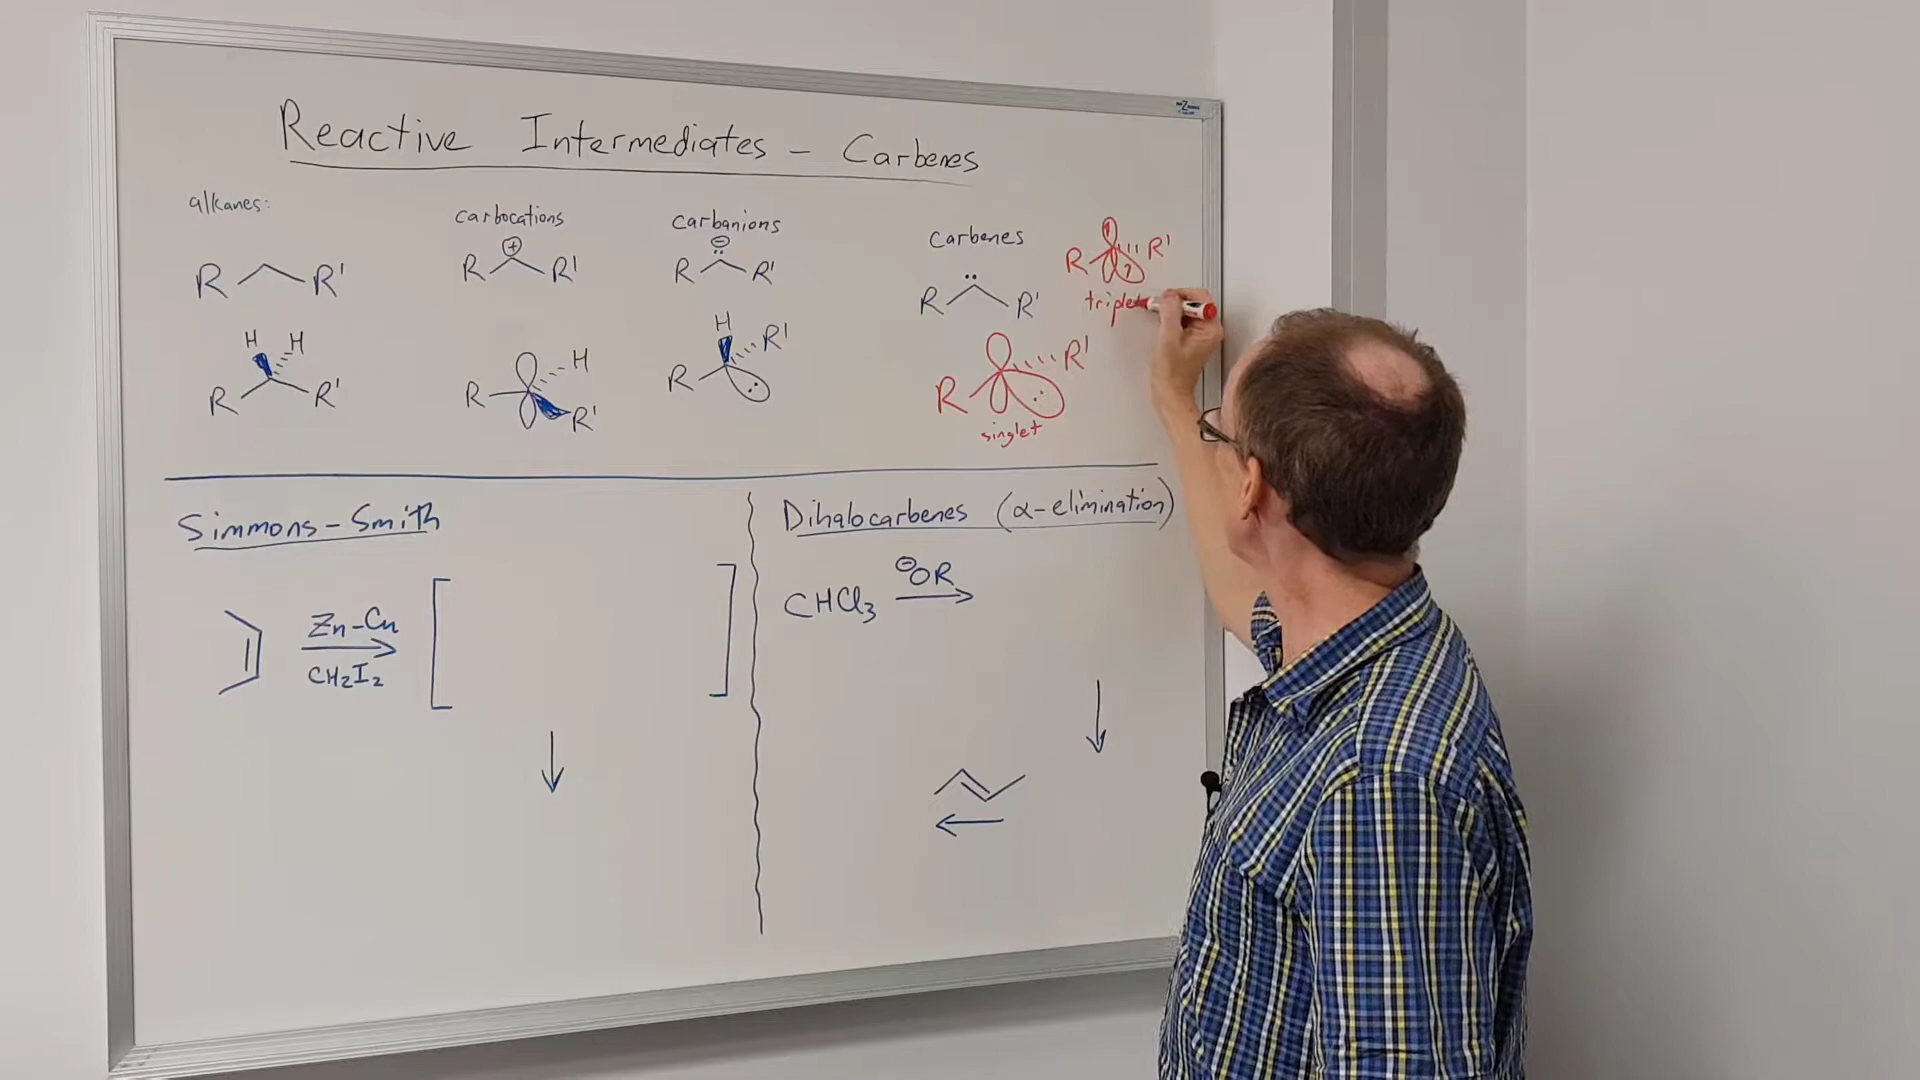 Reactive Intermediates - Carbenes
alkanes:
R R'
H H
R R'
carbocations
⊕
R R'
R H
R'
carbanions
⊖
R R'
H
R R'
carbenes
R R'
R R'
triplet
R R'
singlet
Simmons-Smith
Zn-Cu
CH2I2
Dihalocarbenes (α-elimination)
CHCl3
⊖OR